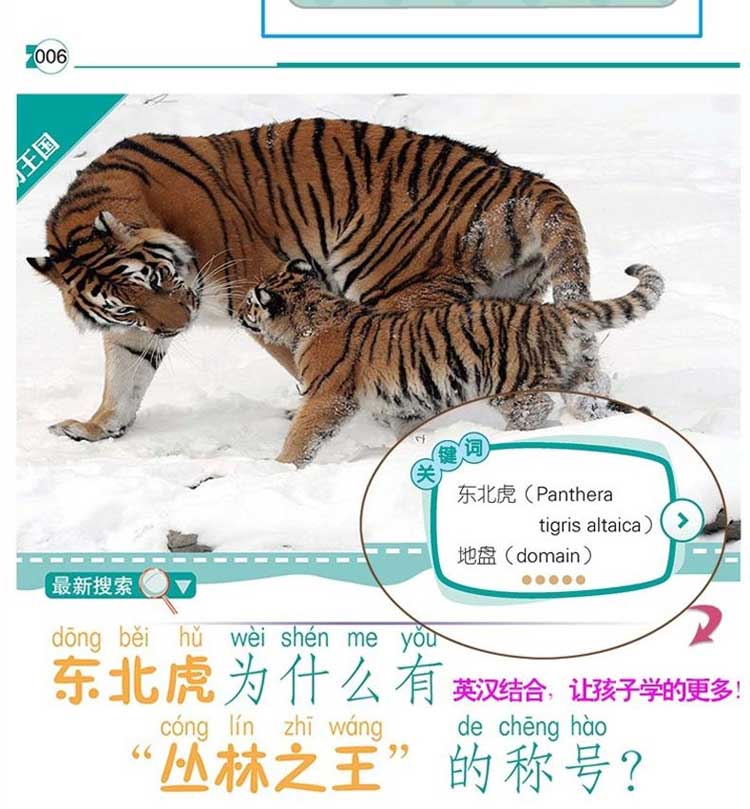 006
王国
关键词
东北虎（Panthera
tigris altaica）
地盘（domain）
最新搜索
dōng běi hǔ wèi shén me yǒu
东北虎为什么有
英汉结合，让孩子学的更多！
cóng lín zhī wáng de chēng hào
“丛林之王”的称号？